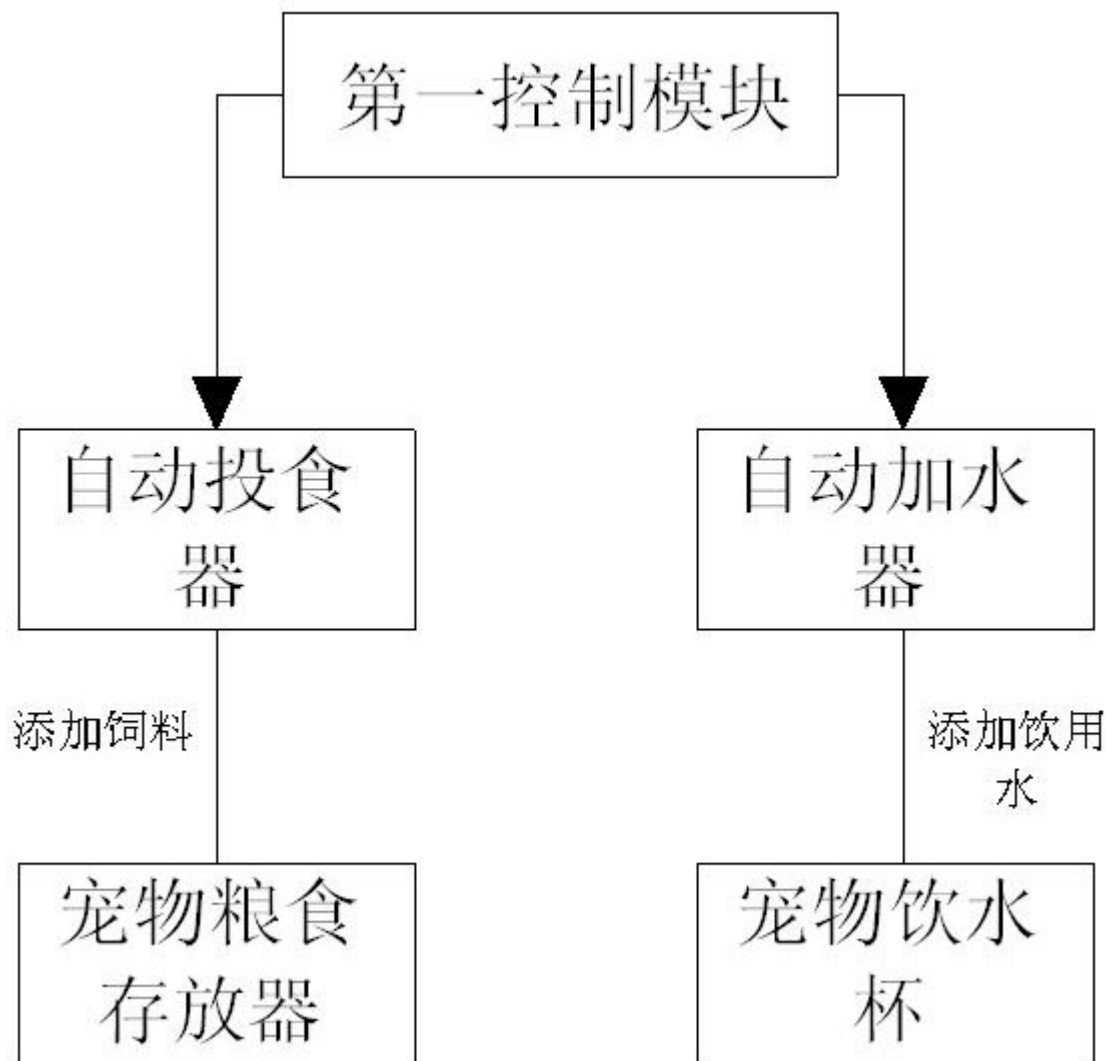 第一控制模块
自动投食
器
自动加水
器
添加饲料
添加饮用
水
宠物粮食
存放器
宠物饮水
杯